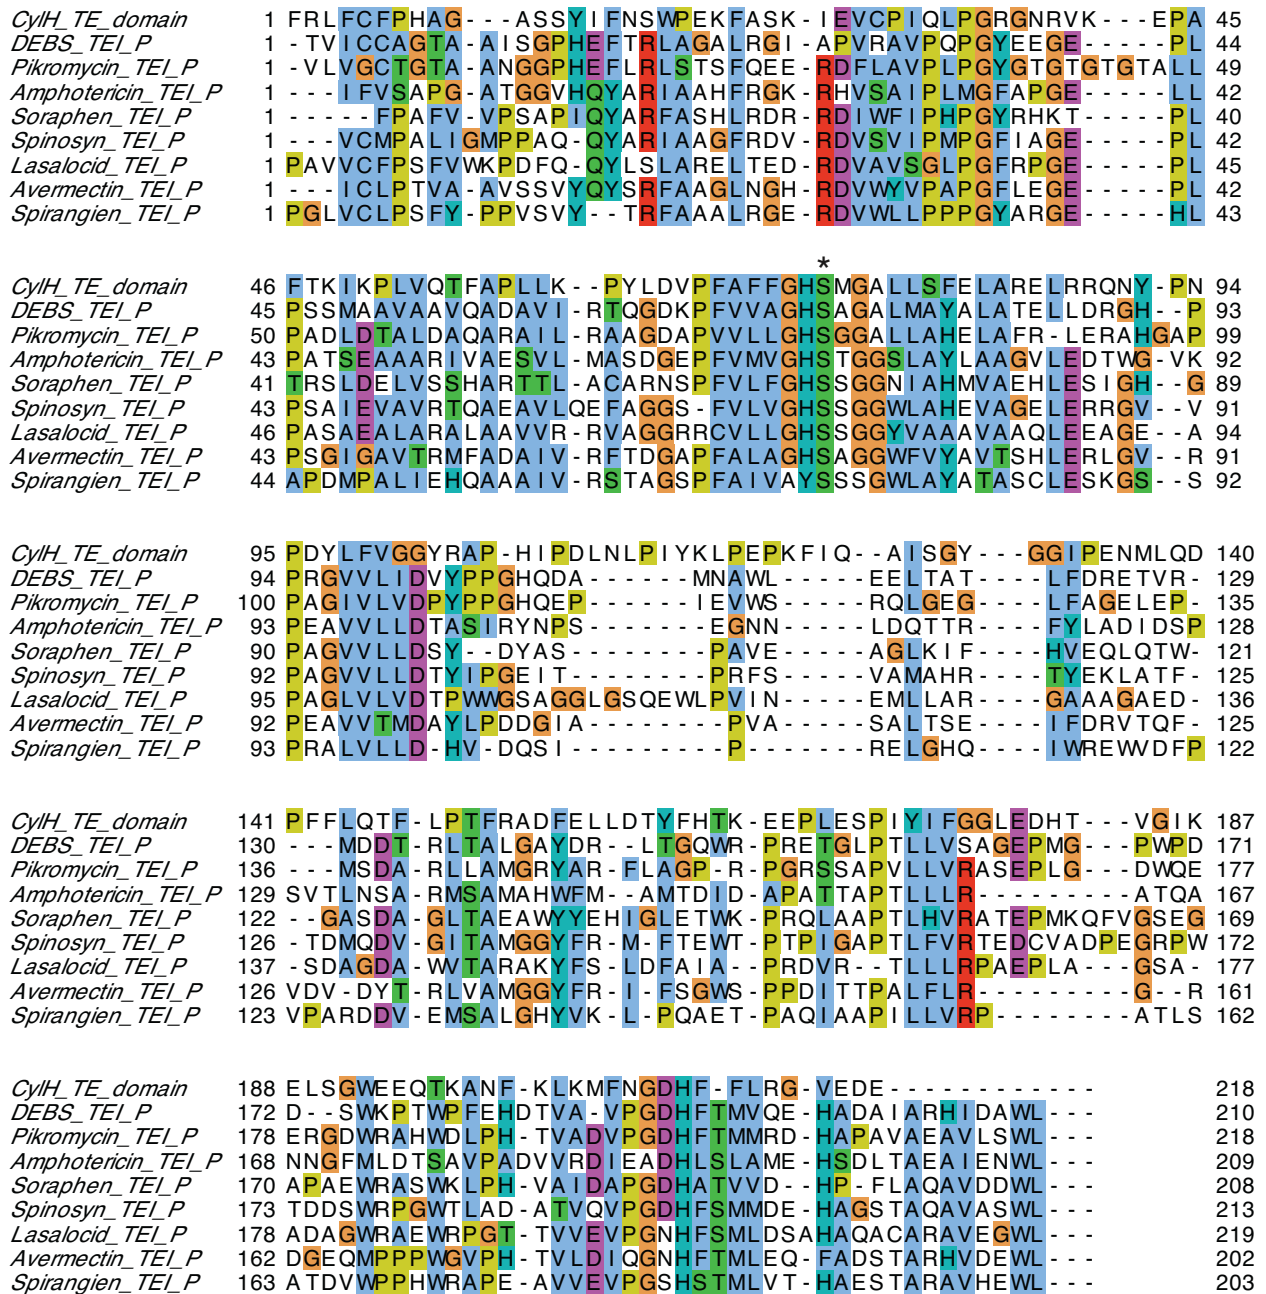 CylH_TE_domain 1 FRLFCFPHAG---ASSYIFNSWPEKFASK-IEVCPIQLPGRGNRVK---EPA 45
DEBS_TEI_P 1 -TVICCAGTA-AISGPHEFTRLAGALRGI-APVRAVPQPGYEEGE-----PL 44
Pikromycin_TEI_P 1 -VLVGCTGTA-ANGGPHEFLRLSTSFQEE-RDFLAVPLPGYGTGTGTGTALL 49
Amphotericin_TEI_P 1 ---IFVSAPG-ATGGVHQYARIAAHFRGK-RHVSAIPLMGFAPGE-----LL 42
Soraphen_TEI_P 1 -----FPAFV-VPSAPIQYARFASHLRDR-RDIWFIPHPGYRHKT-----PL 40
Spinosyn_TEI_P 1 ---VCMPALIGMPPAQ-QYARIAAGFRDV-RDVSVIPMPGFIAGE-----PL 42
Lasalocid_TEI_P 1 PAVVCFPSFVWKPDFQ-QYLSLARELTED-RDVAVSGLPGFRPGE-----PL 45
Avermectin_TEI_P 1 ---ICLPTVA-AVSSVYQYSRFAAGLNGH-RDVWYVPAPGFLEGE-----PL 42
Spirangien_TEI_P 1 PGLVCLPSFY-PPVSVY--TRFAAALRGE-RDVWLLPPPGYARGE-----HL 43
*
CylH_TE_domain 46 FTKIKPLVQTFAPLLK--PYLDVPFAFFGHSMGALLSFELARELRRQNY-PN 94
DEBS_TEI_P 45 PSSMAAVAAVQADAVI-RTQGDKPFVVAGHSAGALMAYALATELLDRGH--P 93
Pikromycin_TEI_P 50 PADLDTALDAQARAIL-RAAGDAPVVLLGHSGGALLAHELAFR-LERAHGAP 99
Amphotericin_TEI_P 43 PATSEAAARIVAESVL-MASDGEPFVMVGHSTGGSLAYLAAGVLEDTWG-VK 92
Soraphen_TEI_P 41 TRSLDELVSSHARTTL-ACARNSPFVLFGHSSGGNIAHMVAEHLESIGH--G 89
Spinosyn_TEI_P 43 PSAIEVAVRTQAEAVLQEFAGGS-FVLVGHSSGGWLAHEVAGELERRGV--V 91
Lasalocid_TEI_P 46 PASAEALARALAAVVR-RVAGGRRCVLLGHSSGGYVAAAVAAQLEEAGE--A 94
Avermectin_TEI_P 43 PSGIGAVTRMFADAIV-RFTDGAPFALAGHSAGGWFVYAVTSHLERLGV--R 91
Spirangien_TEI_P 44 APDMPALIEHQAAAIV-RSTAGSPFAIVAYSSSGWLAYATASCLESKGS--S 92
CylH_TE_domain 95 PDYLFVGGYRAP-HIPDLNLPIYKLPEPKFIQ--AISGY---GGIPENMLQD 140
DEBS_TEI_P 94 PRGVVLIDVYPPGHQDA------MNAWL-----EELTAT----LFDRETVR- 129
Pikromycin_TEI_P 100 PAGIVLVDPYPPGHQEP------IEVWS-----RQLGEG----LFAGELEP- 135
Amphotericin_TEI_P 93 PEAVVLLDTASIRYNPS-------EGNN-----LDQTTR----FYLADIDSP 128
Soraphen_TEI_P 90 PAGVVLLDSY--DYAS--------PAVE-----AGLKIF----HVEQLQTW- 121
Spinosyn_TEI_P 92 PAGVVLLDTYIPGEIT--------PRFS-----VAMAHR----TYEKLATF- 125
Lasalocid_TEI_P 95 PAGLVLVDTPWWGSAGGLGSQEWLPVIN-----EMLLAR----GAAAGAED- 136
Avermectin_TEI_P 92 PEAVVTMDAYLPDDGIA-------PVA------SALTSE----IFDRVTQF- 125
Spirangien_TEI_P 93 PRALVLLD-HV-DQSI---------P-------RELGHQ----IWREWVDFP 122
CylH_TE_domain 141 PFFLQTF-LPTFRADFELLDTYFHTK-EEPLESPIYIFGGLEDHT---VGIK 187
DEBS_TEI_P 130 ---MDDT-RLTALGAYDR--LTGQWR-PRETGLPTLLVSAGEPMG---PWPD 171
Pikromycin_TEI_P 136 ---MSDA-RLLAMGRYAR-FLAGP-R-PGRSSAPVLLVRASEPLG---DWQE 177
Amphotericin_TEI_P 129 SVTLNSA-RMSAMAHWFM--AMTDID-APATTAPTLLLR---------ATQA 167
Soraphen_TEI_P 122 --GASDA-GLTAEAWYYEHIGLETWK-PRQLAAPTLHVRATEPMKQFVGSEG 169
Spinosyn_TEI_P 126 -TDMQDV-GITAMGGYFR-M-FTEWT-PTPIGAPTLFVRTEDCVADPEGRPW 172
Lasalocid_TEI_P 137 -SDAGDA-WVTARAKYFS-LDFAIA--PRDVR--TLLLRPAEPLA---GSA- 177
Avermectin_TEI_P 126 VDV-DYT-RLVAMGGYFR-I-FSGWS-PPDITTPALFLR---------G--R 161
Spirangien_TEI_P 123 VPARDDV-EMSALGHYVK-L-PQAET-PAQIAAPILLVRP--------ATLS 162
CylH_TE_domain 188 ELSGWEEQTKANF-KLKMFNGDHF-FLRG-VEDE------------ 218
DEBS_TEI_P 172 D--SWKPTWPFEHDTVA-VPGDHFTMVQE-HADAIARHIDAWL--- 210
Pikromycin_TEI_P 178 ERGDWRAHWDLPH-TVADVPGDHFTMMRD-HAPAVAEAVLSWL--- 218
Amphotericin_TEI_P 168 NNGFMLDTSAVPADVVRDIEADHLSLAME-HSDLTAEAIENWL--- 209
Soraphen_TEI_P 170 APAEWRASWKLPH-VAIDAPGDHATVVD--HP-FLAQAVDDWL--- 208
Spinosyn_TEI_P 173 TDDSWRPGWTLAD-ATVQVPGDHFSMMDE-HAGSTAQAVASWL--- 213
Lasalocid_TEI_P 178 ADAGWRAEWRPGT-TVVEVPGNHFSMLDSAHAQACARAVEGWL--- 219
Avermectin_TEI_P 162 DGEQMPPPWGVPH-TVLDIQGNHFTMLEQ-FADSTARHVDEWL--- 202
Spirangien_TEI_P 163 ATDVWPPHWRAPE-AVVEVPGSHSTMLVT-HAESTARAVHEWL--- 203